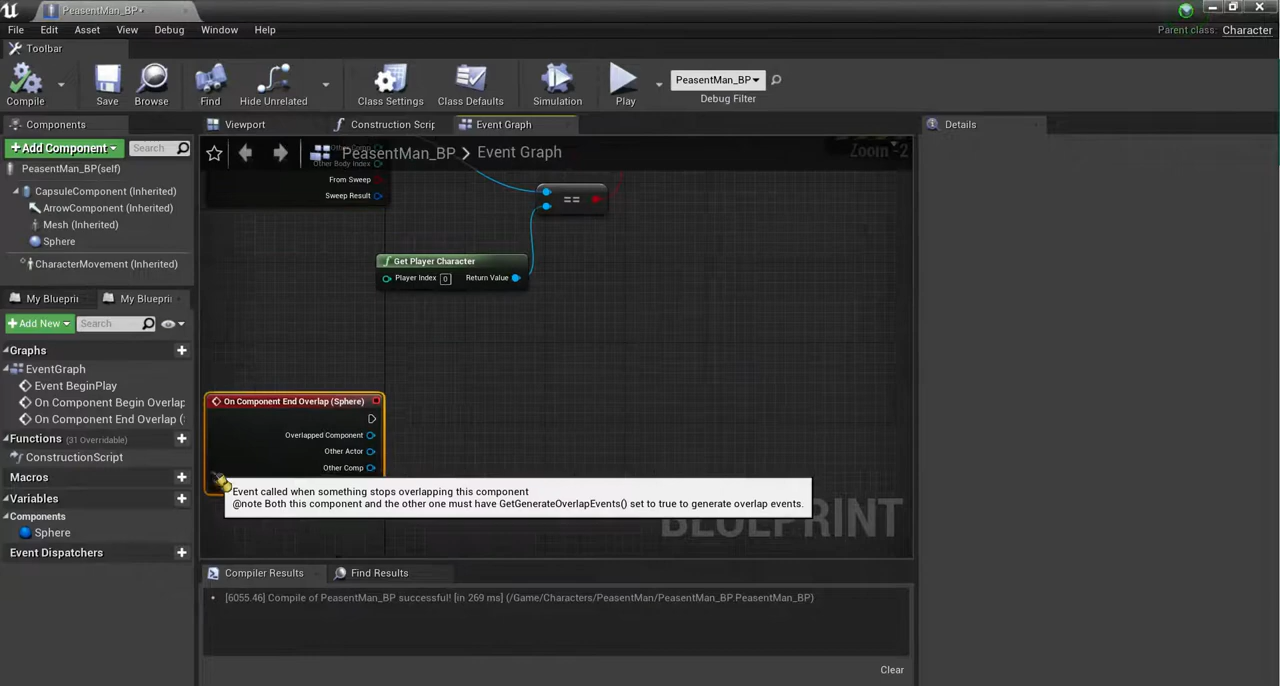 PeasentMan_BP*
File Edit Asset View Debug Window Help
Parent class: Character
Toolbar
Compile Save Browse Find Hide Unrelated Class Settings Class Defaults Simulation Play
PeasentMan_BP
Debug Filter
Components
+Add Component
Search
PeasentMan_BP(self)
CapsuleComponent (Inherited)
ArrowComponent (Inherited)
Mesh (Inherited)
Sphere
CharacterMovement (Inherited)
My Blueprin
My Blueprin
+Add New
Search
Graphs
EventGraph
Event BeginPlay
On Component Begin Overlap
On Component End Overlap (
Functions (31 Overridable)
ConstructionScript
Macros
Variables
Components
Sphere
Event Dispatchers
Viewport
Construction Scrip
Event Graph
PeasentMan_BP > Event Graph
Zoom -2
Other Comp
Other Body Index
From Sweep
Sweep Result
==
Get Player Character
Player Index 0 Return Value
On Component End Overlap (Sphere)
Overlapped Component
Other Actor
Other Comp
Event called when something stops overlapping this component
@note Both this component and the other one must have GetGenerateOverlapEvents() set to true to generate overlap events.
BLUEPRINT
Compiler Results
Find Results
[6055.46] Compile of PeasentMan_BP successful! [in 269 ms] (/Game/Characters/PeasentMan/PeasentMan_BP.PeasentMan_BP)
Clear
Details